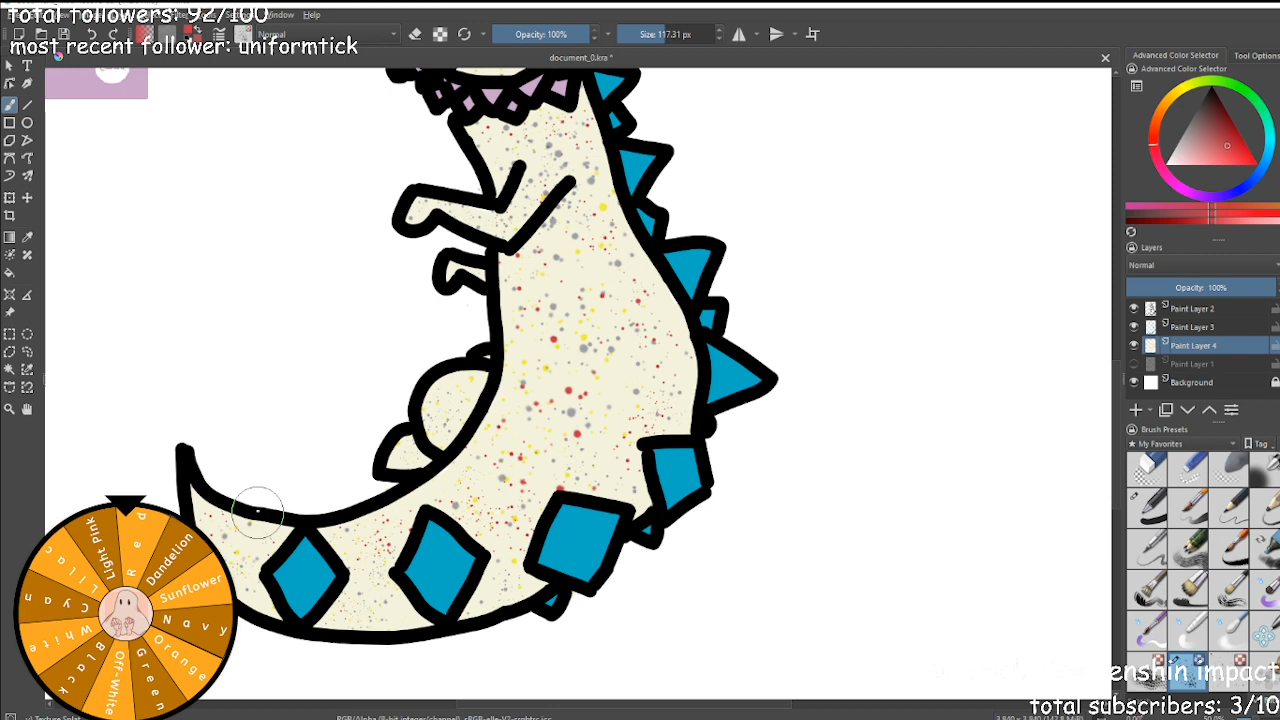 total followers: 92/100
Window Help
most recent follower: uniformtick
Normal
Opacity: 100%
Size: 117.31 px
document_0.kra *
Advanced Color Selector
Tool Options
Advanced Color Selector
Layers
Normal
Opacity: 100%
Paint Layer 2
Paint Layer 3
Paint Layer 4
Paint Layer 1
Background
Brush Presets
My Favorites
Tag
Red
Dandelion
Sunflower
Navy
Orange
Green
Off-White
Black
White
Cyan
Lilac
Light Pink
enshin impact
total subscribers: 3/10